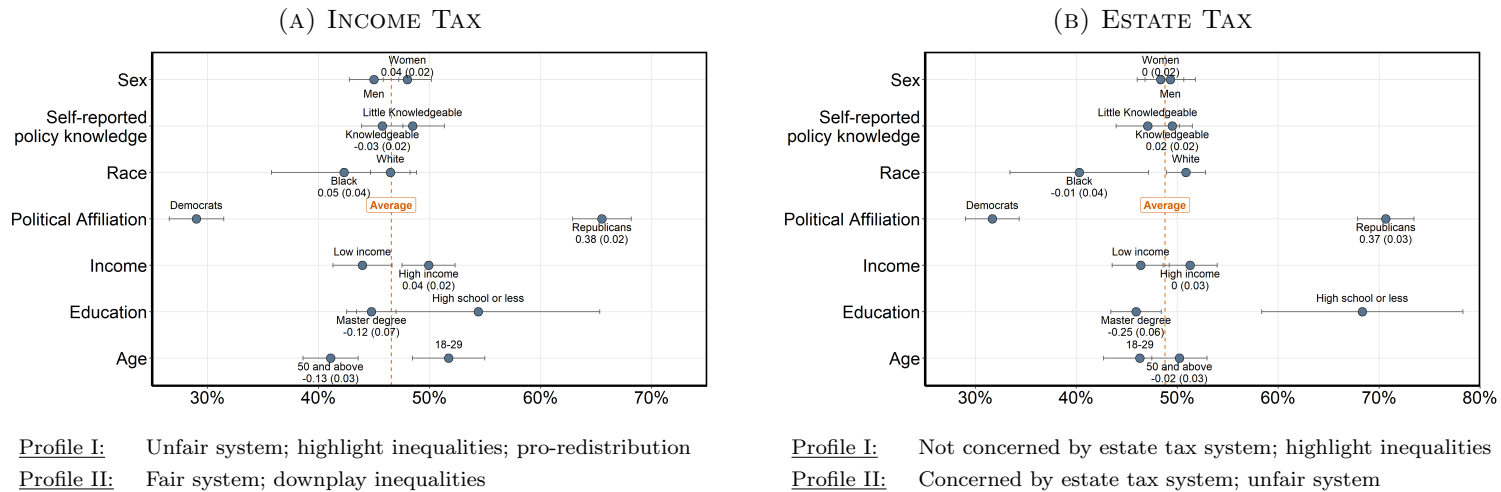 (A) INCOME TAX
Women
0.04 (0.02)
Sex
Men
Self-reported
policy knowledge
Little Knowledgeable
Knowledgeable
-0.03 (0.02)
White
Race
Black
0.05 (0.04)
Democrats
Average
Political Affiliation
Republicans
0.38 (0.02)
Low income
Income
High income
0.04 (0.02)
High school or less
Education
Master degree
-0.12 (0.07)
18-29
Age
50 and above
-0.13 (0.03)
30% 40% 50% 60% 70%
Profile I: Unfair system; highlight inequalities; pro-redistribution
Profile II: Fair system; downplay inequalities
(B) ESTATE TAX
Women
0 (0.02)
Sex
Men
Self-reported
policy knowledge
Little Knowledgeable
Knowledgeable
0.02 (0.02)
White
Race
Black
-0.01 (0.04)
Democrats
Average
Political Affiliation
Republicans
0.37 (0.03)
Low income
Income
High income
0 (0.03)
High school or less
Education
Master degree
-0.25 (0.06)
18-29
Age
50 and above
-0.02 (0.03)
30% 40% 50% 60% 70% 80%
Profile I: Not concerned by estate tax system; highlight inequalities
Profile II: Concerned by estate tax system; unfair system